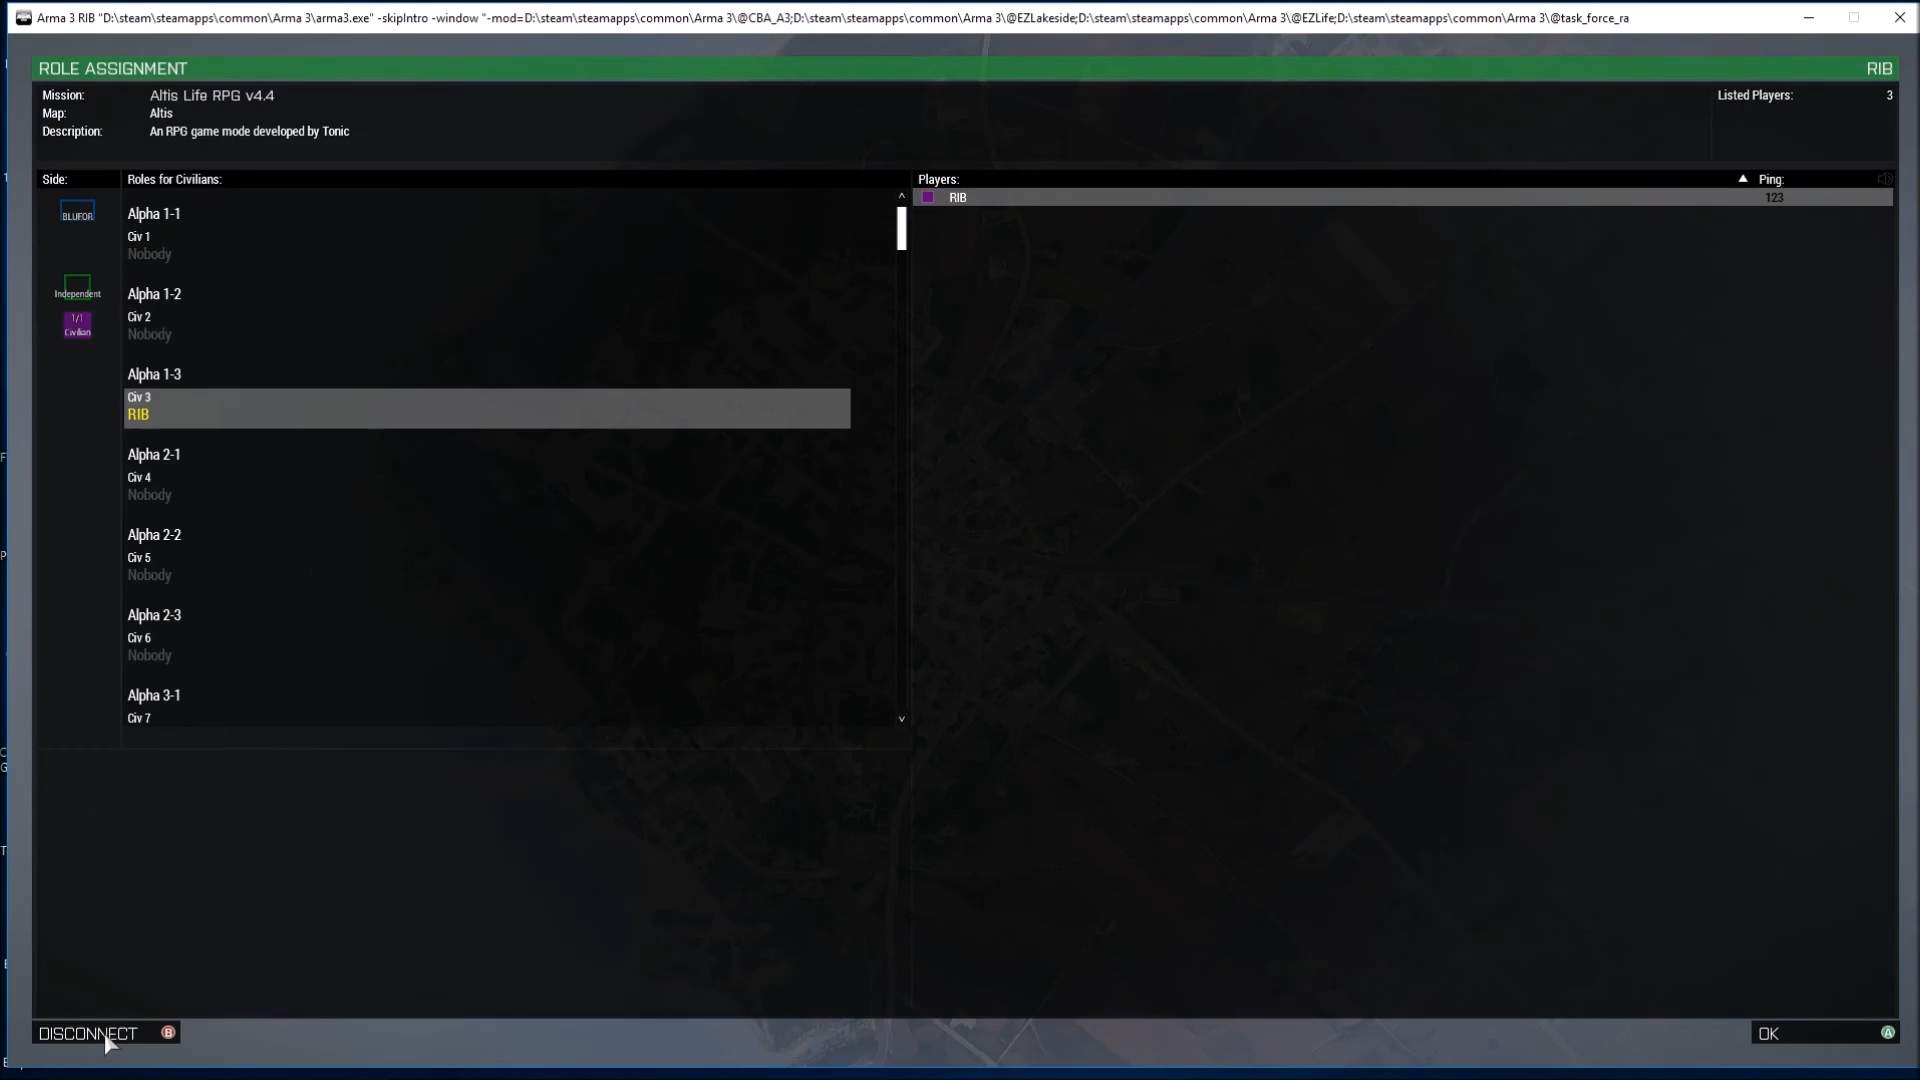 Arma 3 RIB "D:\steam\steamapps\common\Arma 3\arma3.exe" -skipIntro -window "-mod=D:\steam\steamapps\common\Arma 3\@CBA_A3;D:\steam\steamapps\common\Arma 3\@EZLakeside;D:\steam\steamapps\common\Arma 3\@EZLife;D:\steam\steamapps\common\Arma 3\@task_force_ra
ROLE ASSIGNMENT RIB
Mission: Altis Life RPG v4.4
Listed Players: 3
Map: Altis
Description: An RPG game mode developed by Tonic
Side:
Roles for Civilians:
Players: Ping:
RIB 123
BLUFOR
Independent
1/1
Civilian
Alpha 1-1
Civ 1
Nobody
Alpha 1-2
Civ 2
Nobody
Alpha 1-3
Civ 3
RIB
Alpha 2-1
Civ 4
Nobody
Alpha 2-2
Civ 5
Nobody
Alpha 2-3
Civ 6
Nobody
Alpha 3-1
Civ 7
DISCONNECT B
OK A